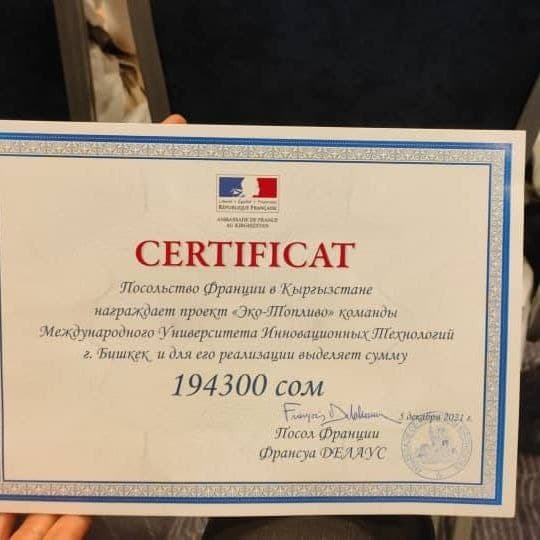 Liberté • Égalité • Fraternité
RÉPUBLIQUE FRANÇAISE
AMBASSADE DE FRANCE
AU KIRGHIZSTAN
CERTIFICAT
Посольство Франции в Кыргызстане
награждает проект «Эко-Топливо» команды
Международного Университета Инновационных Технологий
г. Бишкек и для его реализации выделяет сумму
194300 сом
5 декабря 2021 г.
Посол Франции
Франсуа ДЕЛАУС